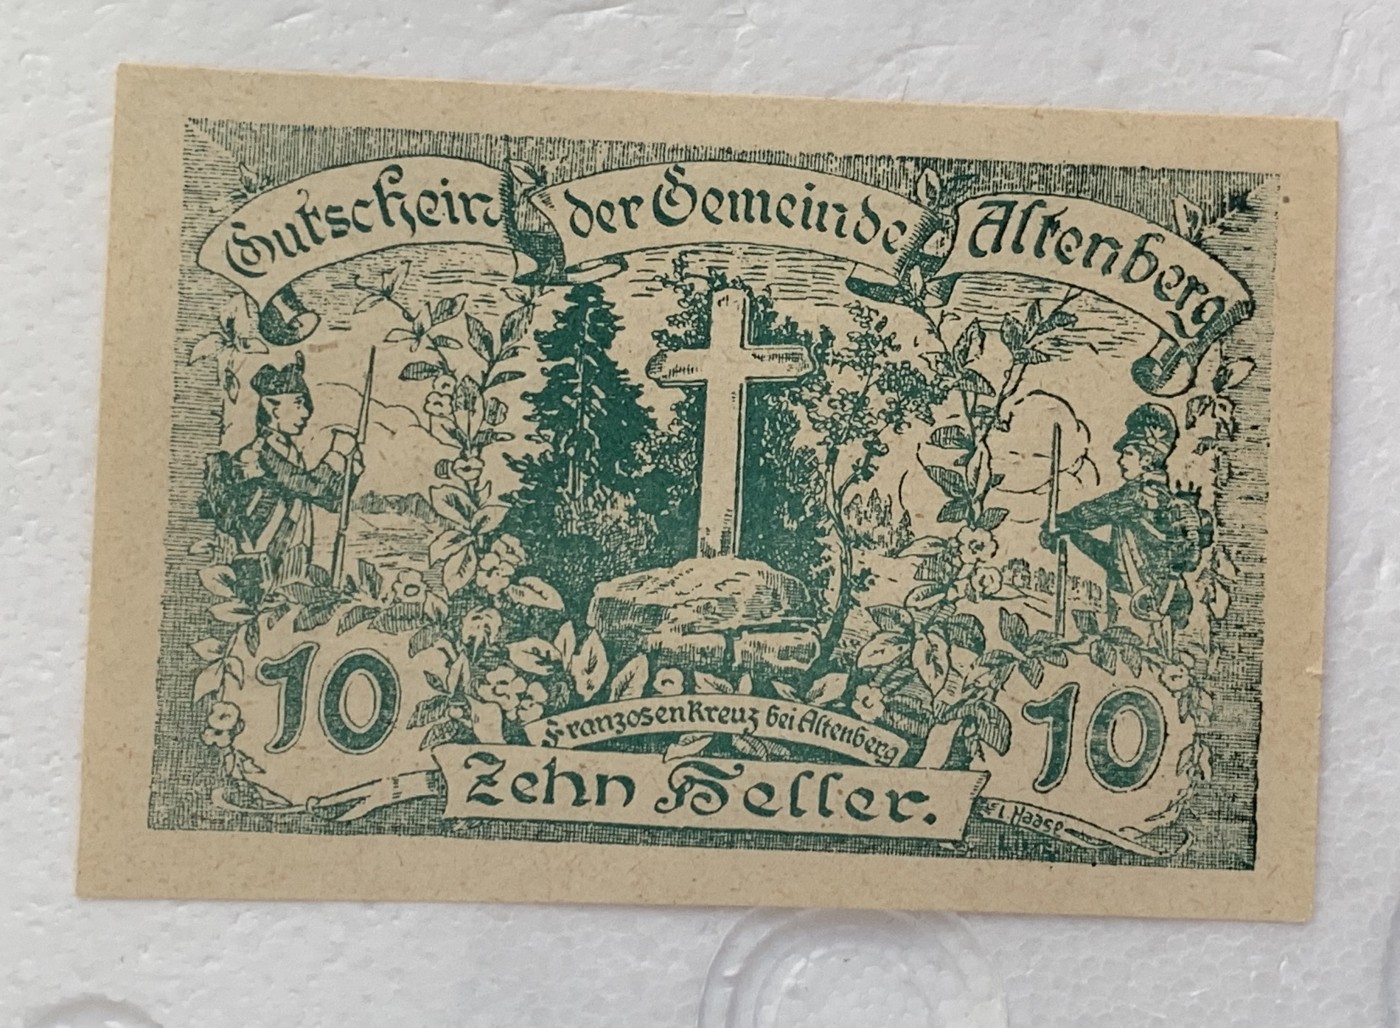 Gutschein der Gemeinde Altenberg
10
10
Franzosenkreuz bei Altenberg
Zehn Heller.